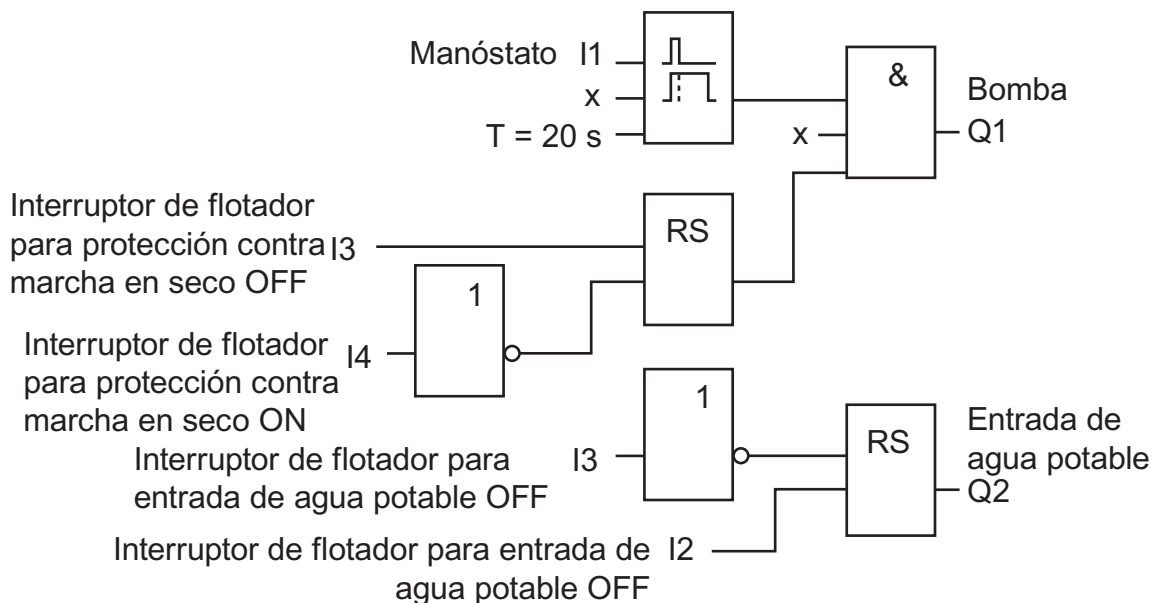 Manóstato I1
x
T = 20 s
&
x
Bomba
Q1
Interruptor de flotador
para protección contra
marcha en seco OFF
I3
RS
1
Interruptor de flotador
para protección contra
marcha en seco ON
I4
1
Interruptor de flotador para
entrada de agua potable OFF
I3
RS
Entrada de
agua potable
Q2
Interruptor de flotador para entrada de
agua potable OFF
I2